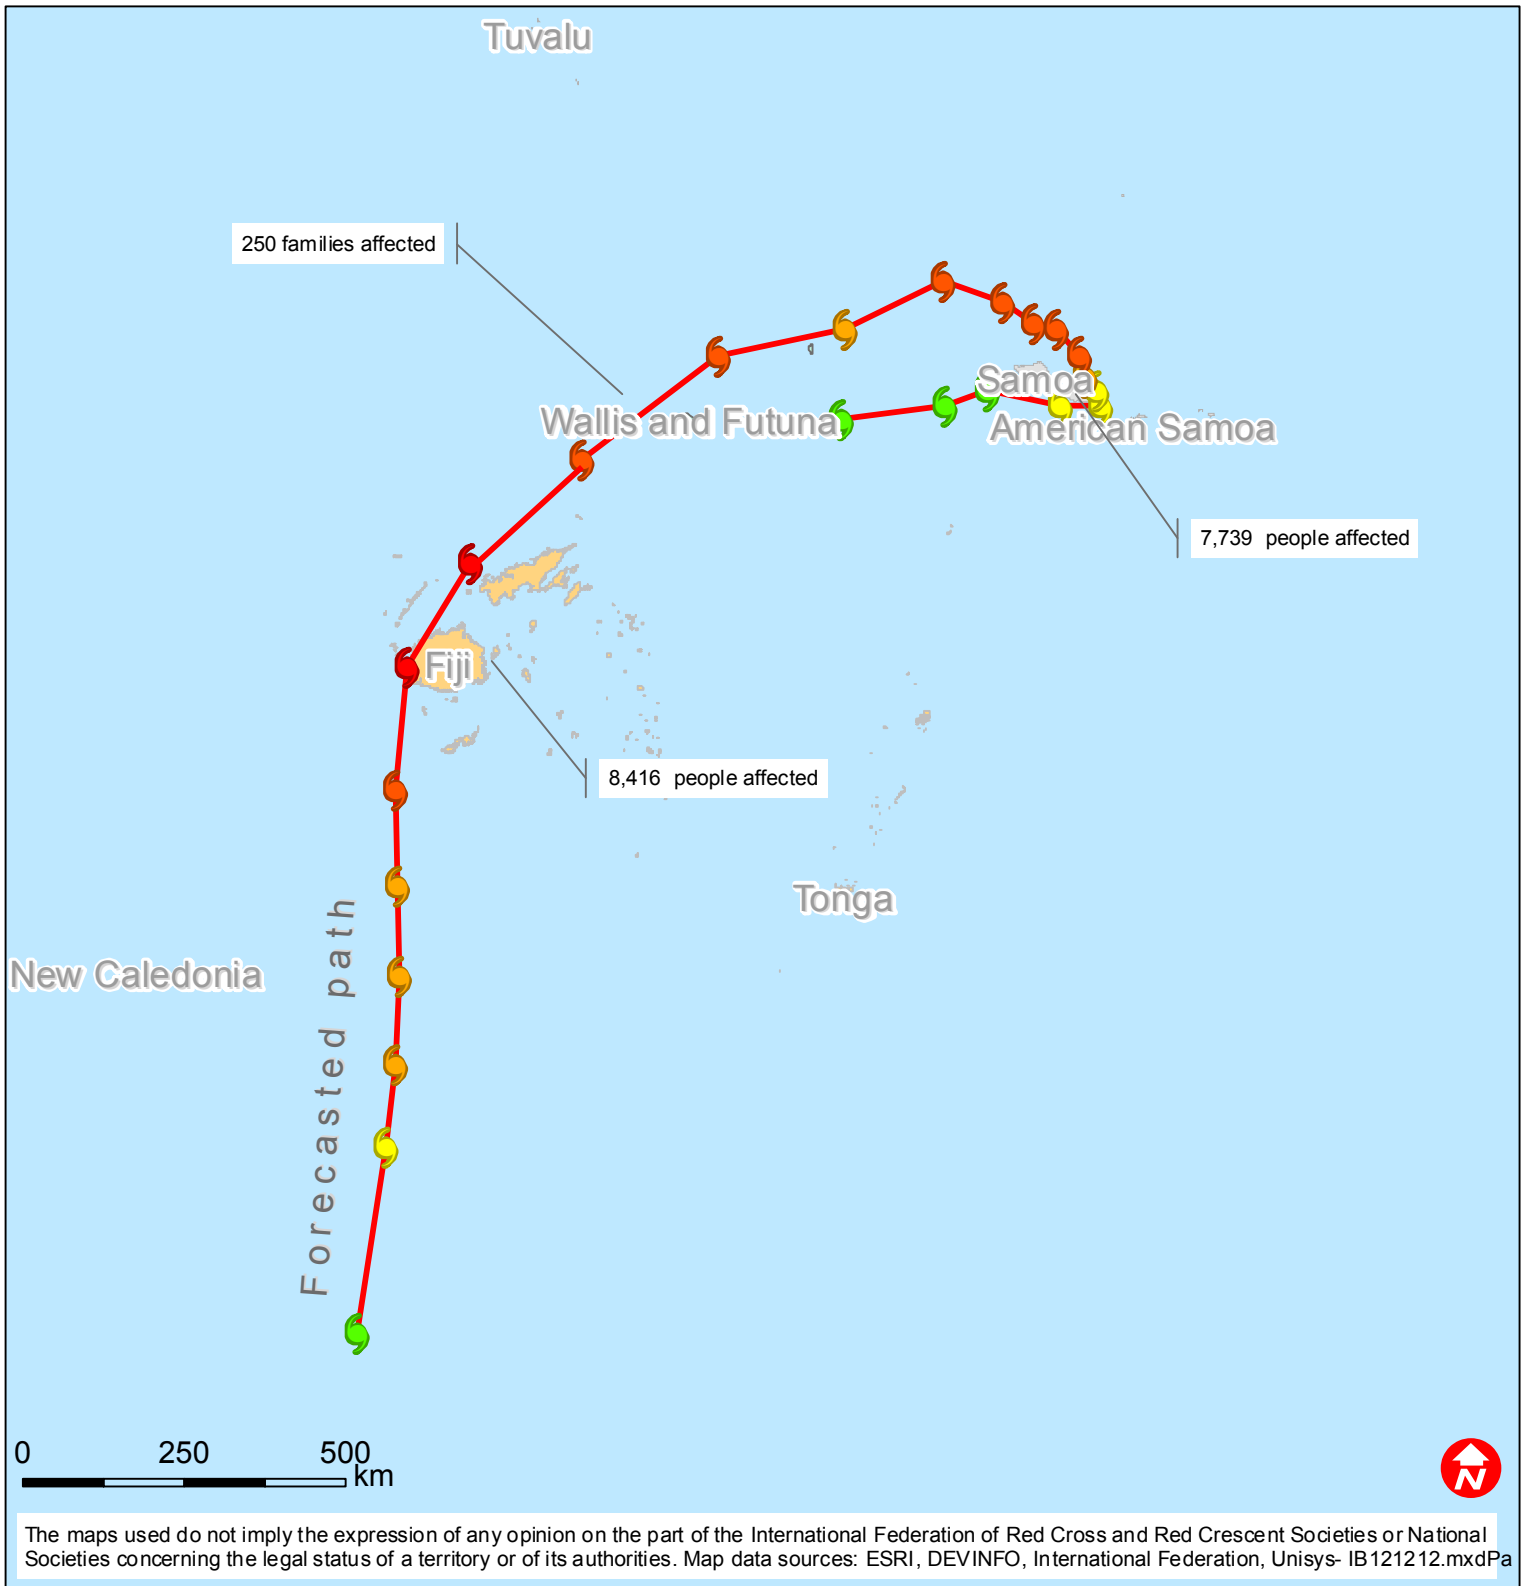 Tuvalu
250 families affected
Samoa
Wallis and Futuna
American Samoa
7,739 people affected
Fiji
8,416 people affected
Tonga
Forecasted path
New Caledonia
0 250 500
km
N
The maps used do not imply the expression of any opinion on the part of the International Federation of Red Cross and Red Crescent Societies or National
Societies concerning the legal status of a territory or of its authorities. Map data sources: ESRI, DEVINFO, International Federation, Unisys- IB121212.mxdPa